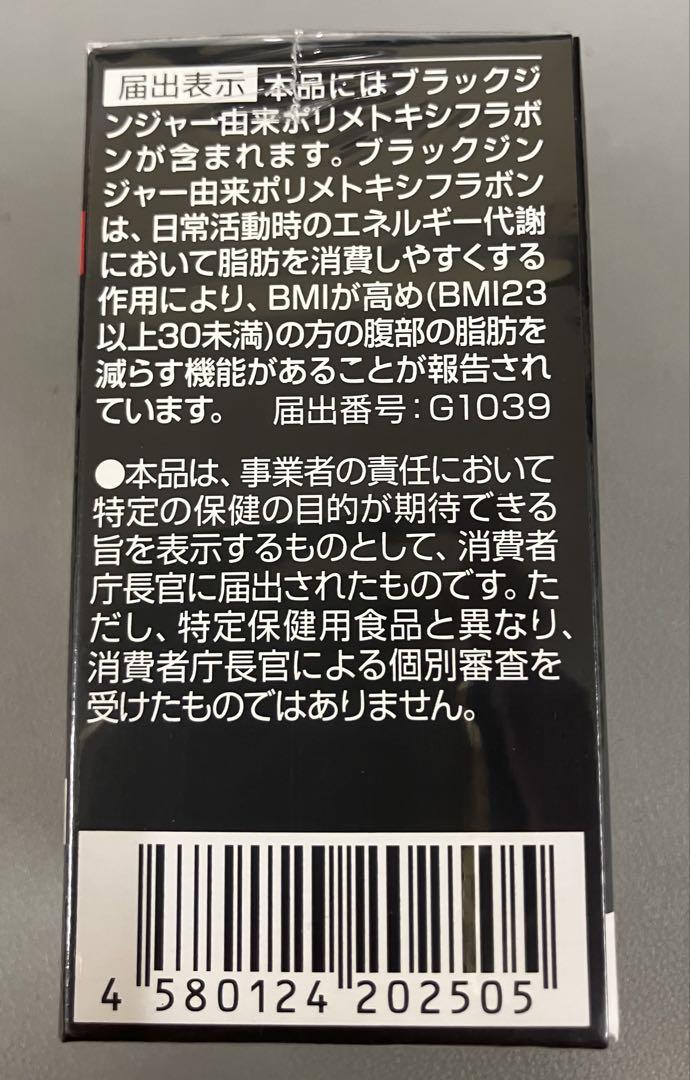 届出表示 本品にはブラックジ
ンジャー由来ポリメトキシフラボ
ンが含まれます。ブラックジン
ジャー由来ポリメトキシフラボン
は、日常活動時のエネルギー代謝
において脂肪を消費しやすくする
作用により、BMIが高め(BMI23
以上30未満)の方の腹部の脂肪を
減らす機能があることが報告され
ています。 届出番号:G1039
●本品は、事業者の責任において
特定の保健の目的が期待できる
旨を表示するものとして、消費者
庁長官に届出されたものです。た
だし、特定保健用食品と異なり、
消費者庁長官による個別審査を
受けたものではありません。
4 580124 202505